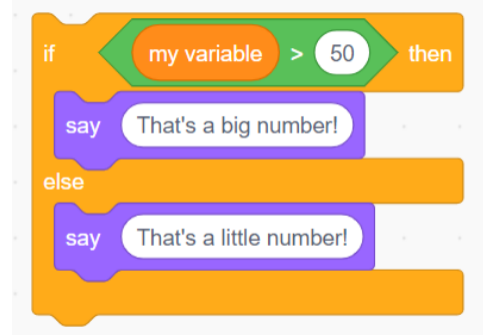 if my variable > 50 then
say That's a big number!
else
say That's a little number!